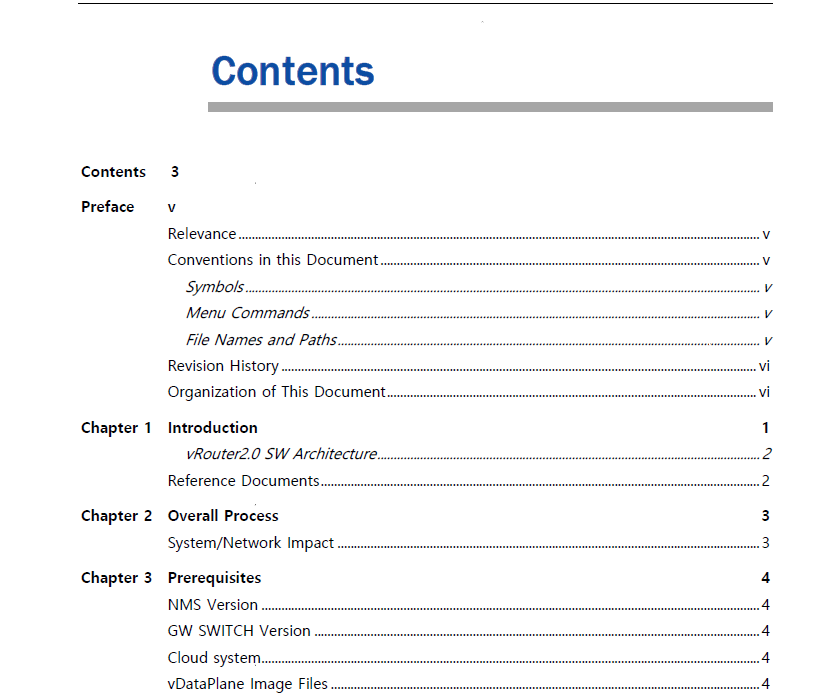 Contents
Contents 3
Preface v
Relevance v
Conventions in this Document v
Symbols v
Menu Commands v
File Names and Paths v
Revision History vi
Organization of This Document vi
Chapter 1 Introduction 1
vRouter2.0 SW Architecture 2
Reference Documents 2
Chapter 2 Overall Process 3
System/Network Impact 3
Chapter 3 Prerequisites 4
NMS Version 4
GW SWITCH Version 4
Cloud system 4
vDataPlane Image Files 4